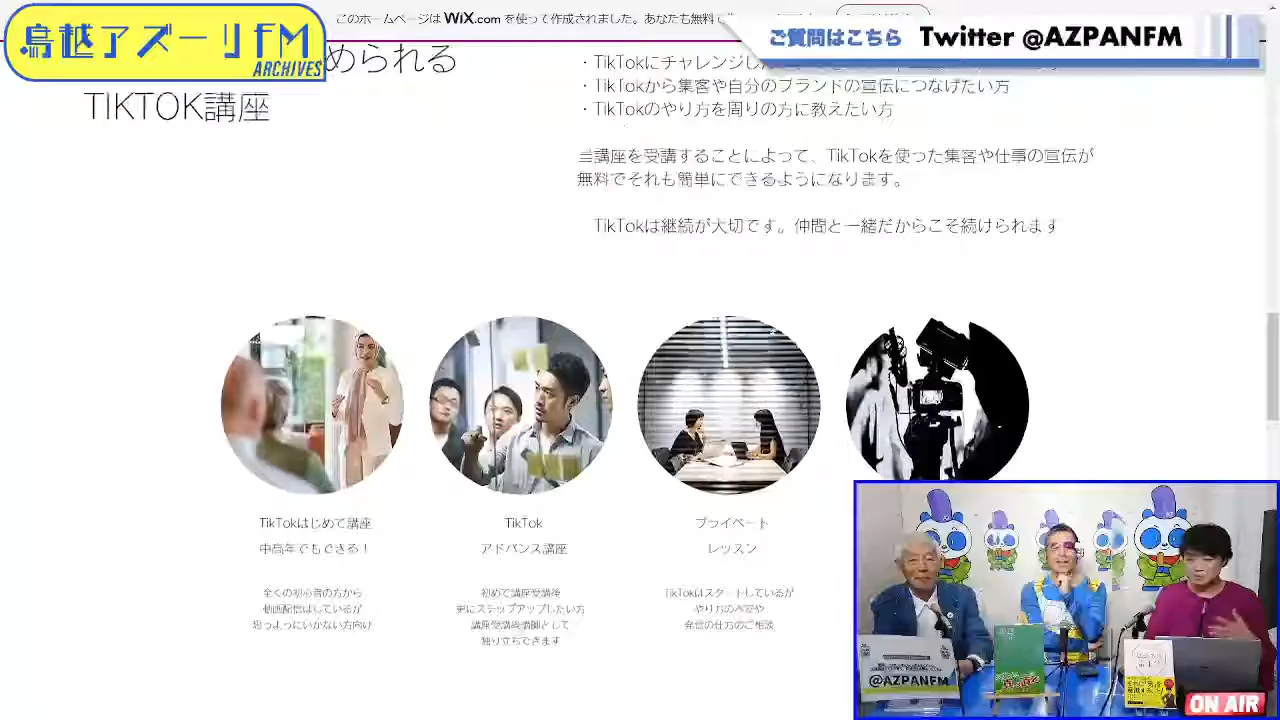 鳥越アズーリFM
ARCHIVES
このホームページは WiX.com を使って作成されました。あなたも無料で
ご質問はこちら Twitter @AZPANFM
められる
TIKTOK講座
・TikTokにチャレンジし
・TikTokから集客や自分のブランドの宣伝につなげたい方
・TikTokのやり方を周りの方に教えたい方
当講座を受講することによって、TikTokを使った集客や仕事の宣伝が
無料でそれも簡単にできるようになります。
TikTokは継続が大切です。仲間と一緒だからこそ続けられます
TikTokはじめて講座
中高年でもできる！
全くの初心者の方から
動画配信はしているが
思うようにいかない方向け
TikTok
アドバンス講座
初めて講座受講後
更にステップアップしたい方
講座受講後講師として
独り立ちできます
プライベート
レッスン
TikTokはスタートしているが
やり方の不安や
発信の仕方のご相談
@AZPANFM
ON AIR